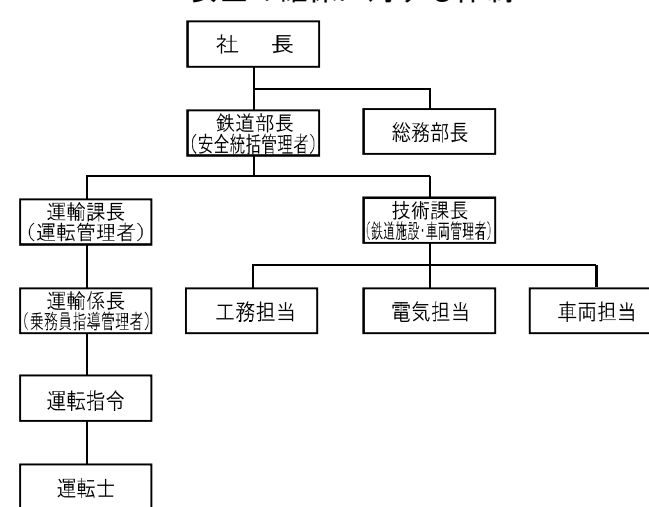 社　長
鉄道部長
(安全統括管理者)
総務部長
運輸課長
(運転管理者)
技術課長
(鉄道施設・車両管理者)
運輸係長
(乗務員指導管理者)
工務担当
電気担当
車両担当
運転指令
運転士